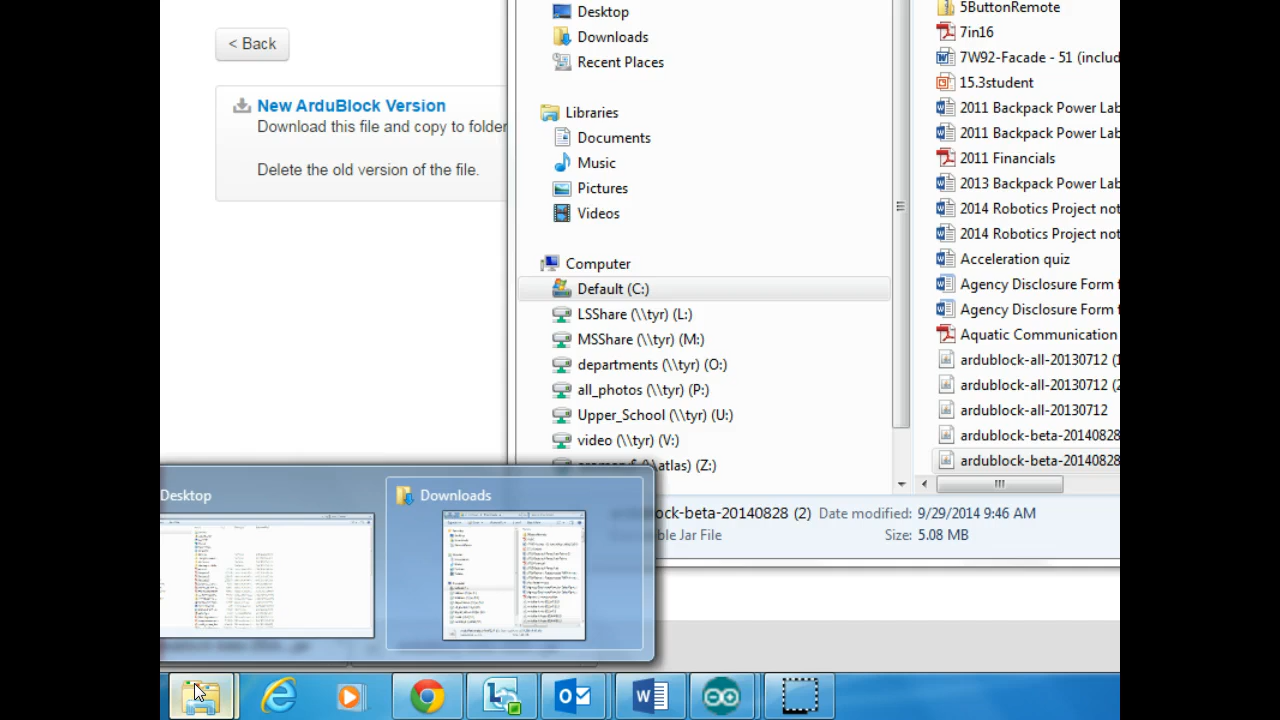 < Back
New ArduBlock Version
Download this file and copy to folder
Delete the old version of the file.
Desktop
Downloads
Recent Places
Libraries
Documents
Music
Pictures
Videos
Computer
Default (C:)
LSShare (\\tyr) (L:)
MSShare (\\tyr) (M:)
departments (\\tyr) (O:)
all_photos (\\tyr) (P:)
Upper_School (\\tyr) (U:)
video (\\tyr) (V:)
\atlas) (Z:)
5ButtonRemote
7in16
7W92-Facade - 51 (includ
15.3student
2011 Backpack Power Lab
2011 Backpack Power Lab
2011 Financials
2013 Backpack Power Lab
2014 Robotics Project not
2014 Robotics Project not
Acceleration quiz
Agency Disclosure Form f
Agency Disclosure Form f
Aquatic Communication
ardublock-all-20130712 (1
ardublock-all-20130712 (2
ardublock-all-20130712
ardublock-beta-20140828
ardublock-beta-20140828
ardublock-beta-20140828 (2) Date modified: 9/29/2014 9:46 AM
Jar File Size: 5.08 MB
Desktop
Downloads